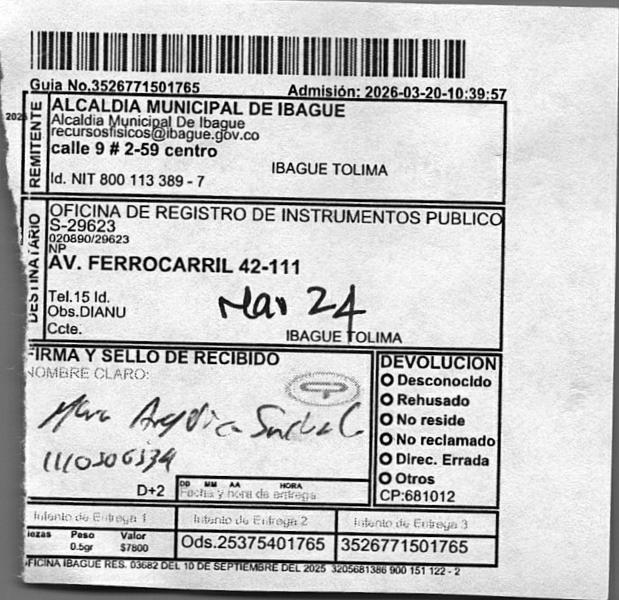 Guia No.3526771501765
Admisión: 2026-03-20-10:39:57
REMITENTE
ALCALDIA MUNICIPAL DE IBAGUE
Alcaldia Municipal De Ibague
recursosfisicos@ibague.gov.co
calle 9 # 2-59 centro
IBAGUE TOLIMA
Id. NIT 800 113 389 - 7
DESTINATARIO
OFICINA DE REGISTRO DE INSTRUMENTOS PUBLICO
S-29623
020890/29623
NP
AV. FERROCARRIL 42-111
Mar 24
Tel.15 Id.
Obs.DIANU
Ccte.
IBAGUE TOLIMA
FIRMA Y SELLO DE RECIBIDO
NOMBRE CLARO:
1110506334
D+2
DD MM AA HORA
Fecha y hora de entrega
DEVOLUCION
Desconocido
Rehusado
No reside
No reclamado
Direc. Errada
Otros
CP:681012
Intento de Entrega 1
Intento de Entrega 2
Intento de Entrega 3
iezas Peso Valor
0.5gr $7800
Ods.25375401765
3526771501765
FICINA IBAGUE RES. 03682 DEL 10 DE SEPTIEMBRE DEL 2025 3205681386 900 151 122 - 2